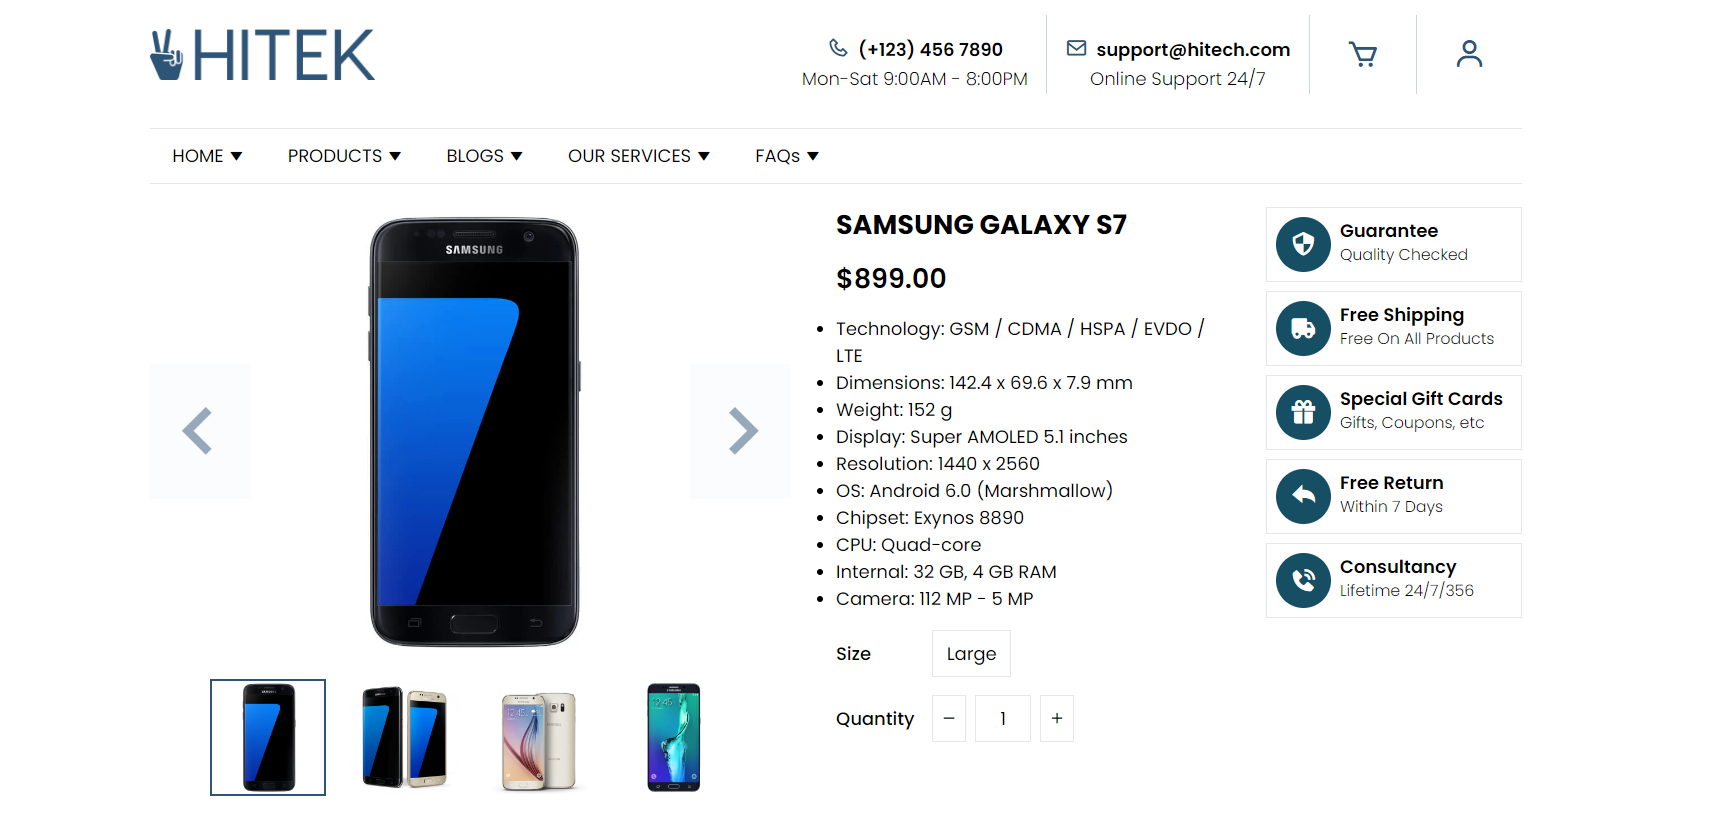 HITEK
(+123) 456 7890
Mon-Sat 9:00AM - 8:00PM
support@hitech.com
Online Support 24/7
HOME
PRODUCTS
BLOGS
OUR SERVICES
FAQs
SAMSUNG
SAMSUNG GALAXY S7
$899.00
Technology: GSM / CDMA / HSPA / EVDO /
LTE
Dimensions: 142.4 x 69.6 x 7.9 mm
Weight: 152 g
Display: Super AMOLED 5.1 inches
Resolution: 1440 x 2560
OS: Android 6.0 (Marshmallow)
Chipset: Exynos 8890
CPU: Quad-core
Internal: 32 GB, 4 GB RAM
Camera: 112 MP - 5 MP
Size
Large
Quantity
−
1
+
Guarantee
Quality Checked
Free Shipping
Free On All Products
Special Gift Cards
Gifts, Coupons, etc
Free Return
Within 7 Days
Consultancy
Lifetime 24/7/356